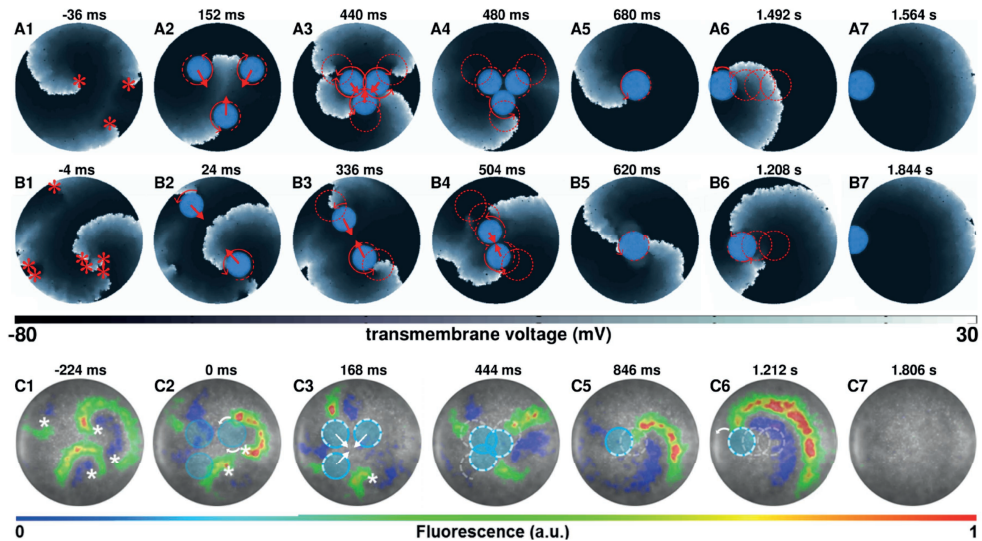 -36 ms 152 ms 440 ms 480 ms 680 ms 1.492 s 1.564 s
A1 A2 A3 A4 A5 A6 A7
-4 ms 24 ms 336 ms 504 ms 620 ms 1.208 s 1.844 s
B1 B2 B3 B4 B5 B6 B7
-80 transmembrane voltage (mV) 30
-224 ms 0 ms 168 ms 444 ms 846 ms 1.212 s 1.806 s
C1 C2 C3 C5 C6 C7
0 Fluorescence (a.u.) 1